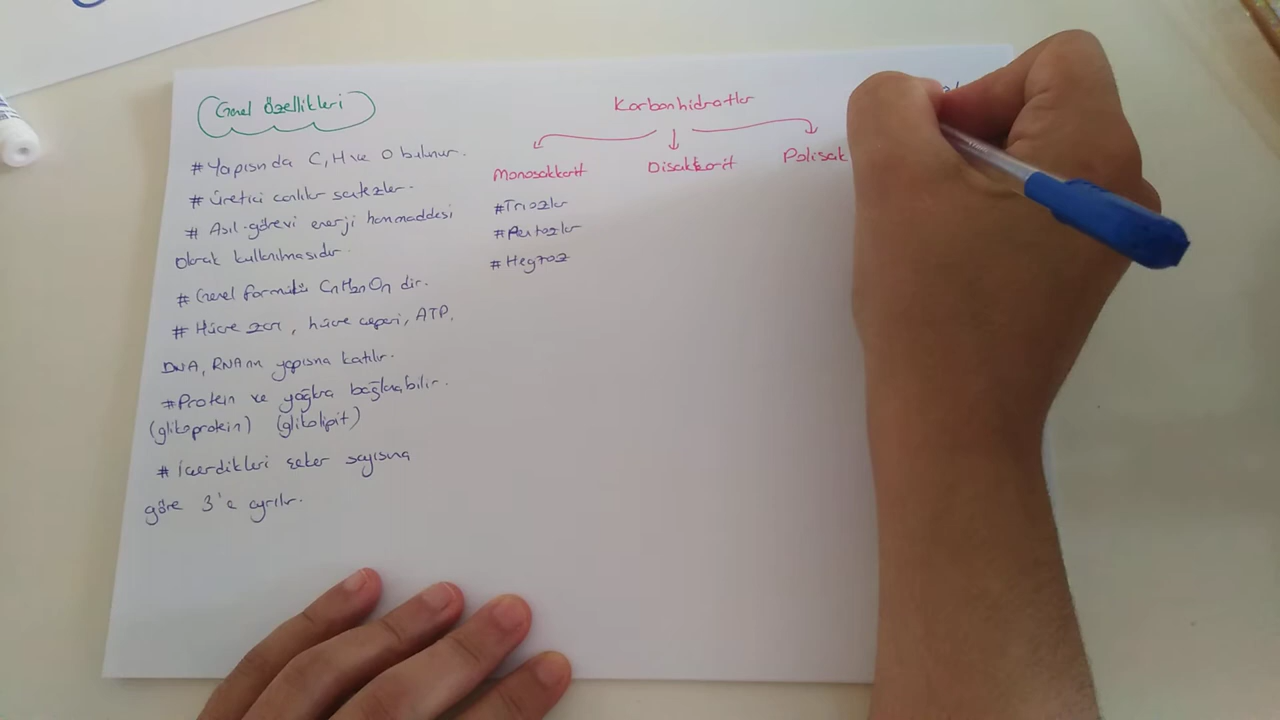 Genel özellikleri
# Yapısında C, H ve O bulunur.
# Üretici canlılar sentezler.
# Asıl görevi enerji hammaddesi
olarak kullanılmasıdır.
# Genel formülü CnH2nOn dir.
# Hücre zarı, hücre çeperi, ATP,
DNA, RNA nın yapısına katılır.
# Protein ve yağlara bağlanabilir.
(glikoprotein) (glikolipit)
# İçerdikleri şeker sayısına
göre 3'e ayrılır.
Karbonhidratlar
Monosakkarit Disakkarit Polisak
# Triozlar
# Pentozlar
# Hegzoz